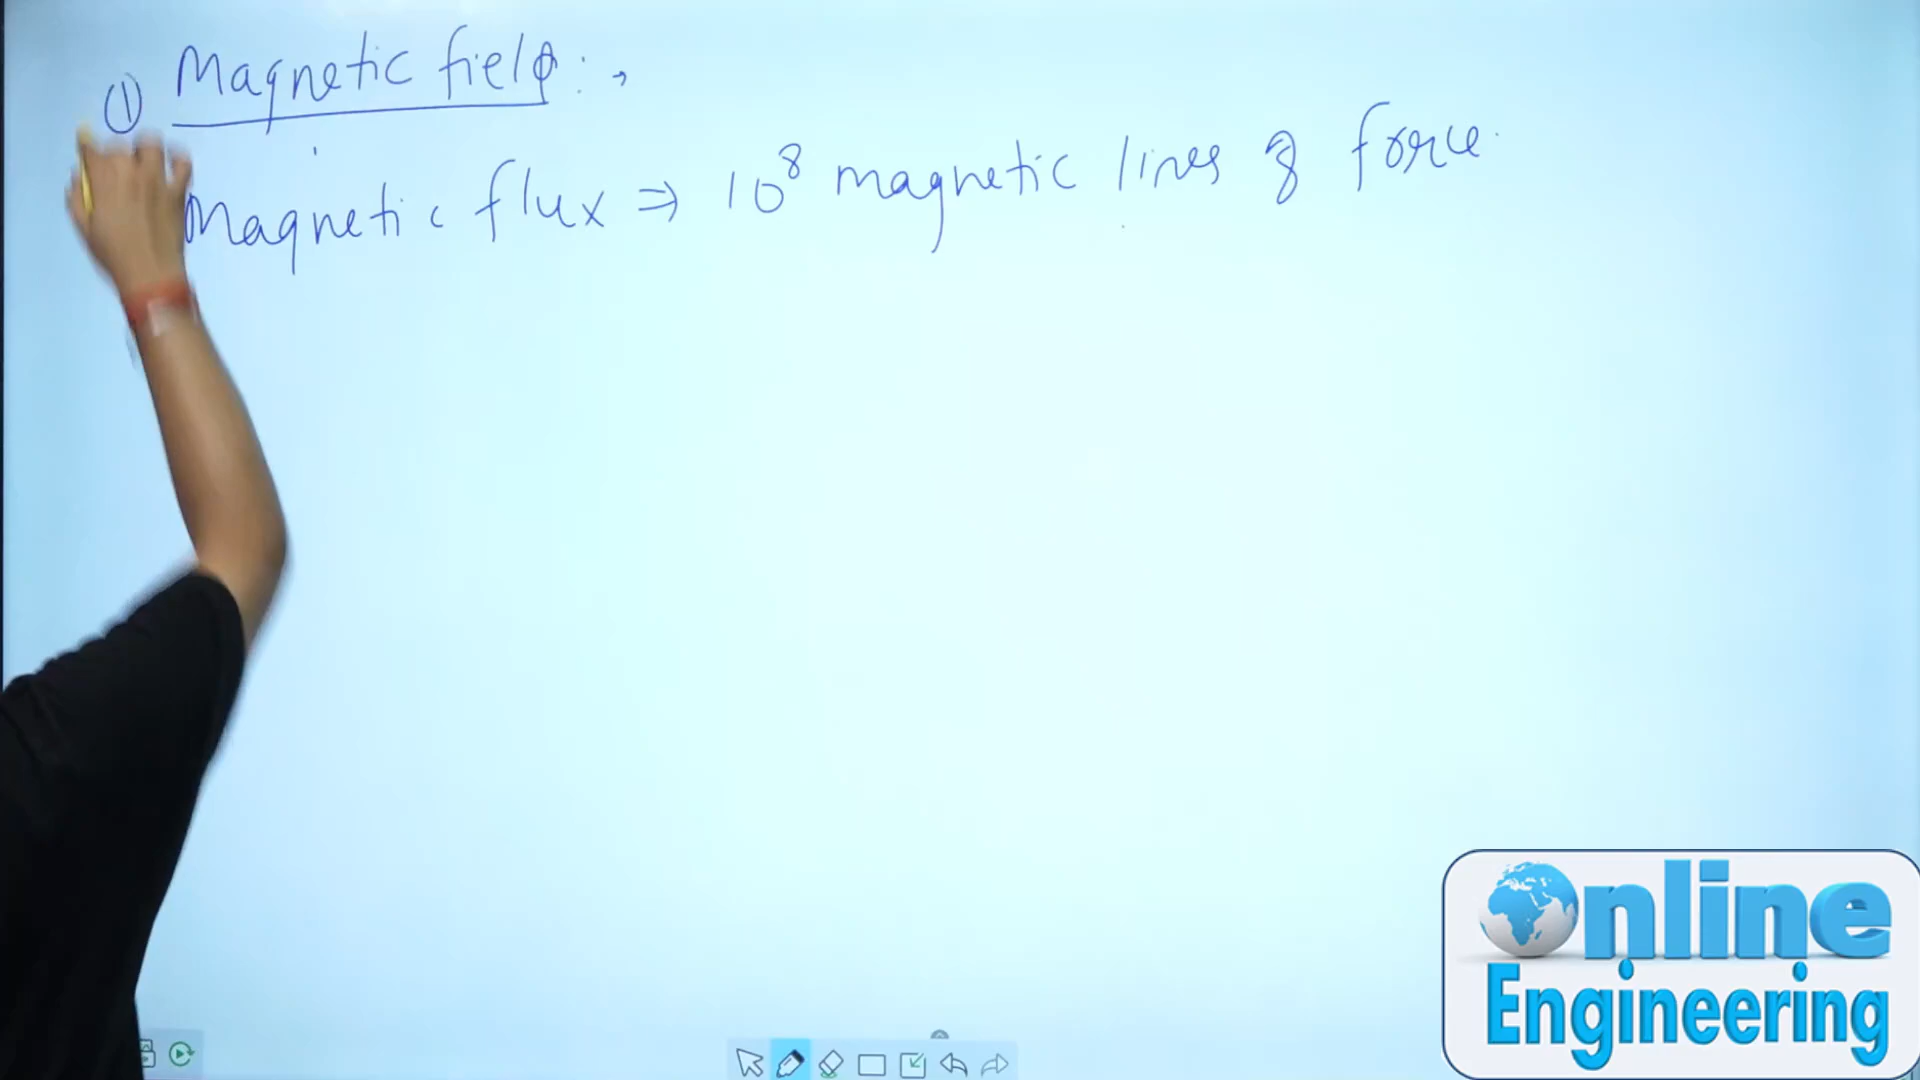 ① Magnetic field :→
Magnetic flux ⇒ 10⁸ magnetic lines of force.
Online
Engineering